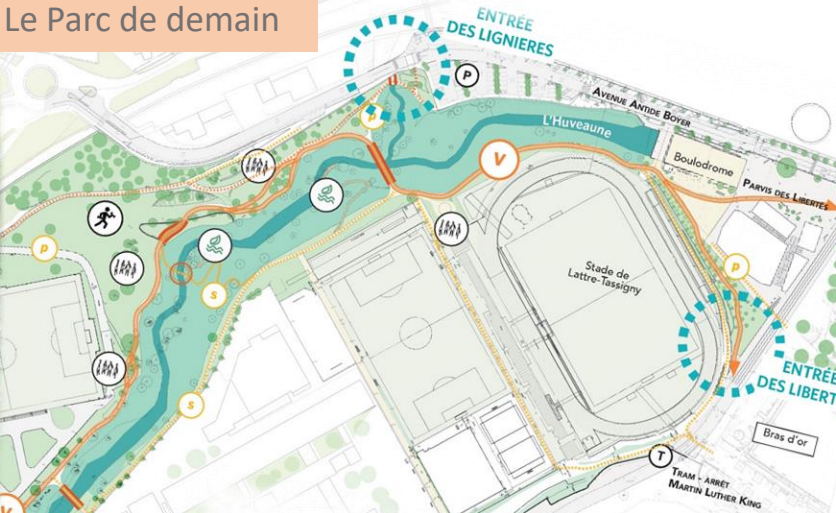 Le Parc de demain
ENTRÉE
DES LIGNIERES
P
AVENUE ANTIDE BOYER
L'Huveaune
P
V
Boulodrome
PARVIS DES LIBERTÉS
P
P
S
S
Stade de
Lattre-Tassigny
ENTRÉE
DES LIBERT
Bras d'or
T
TRAM - ARRÊT
MARTIN LUTHER KING
V